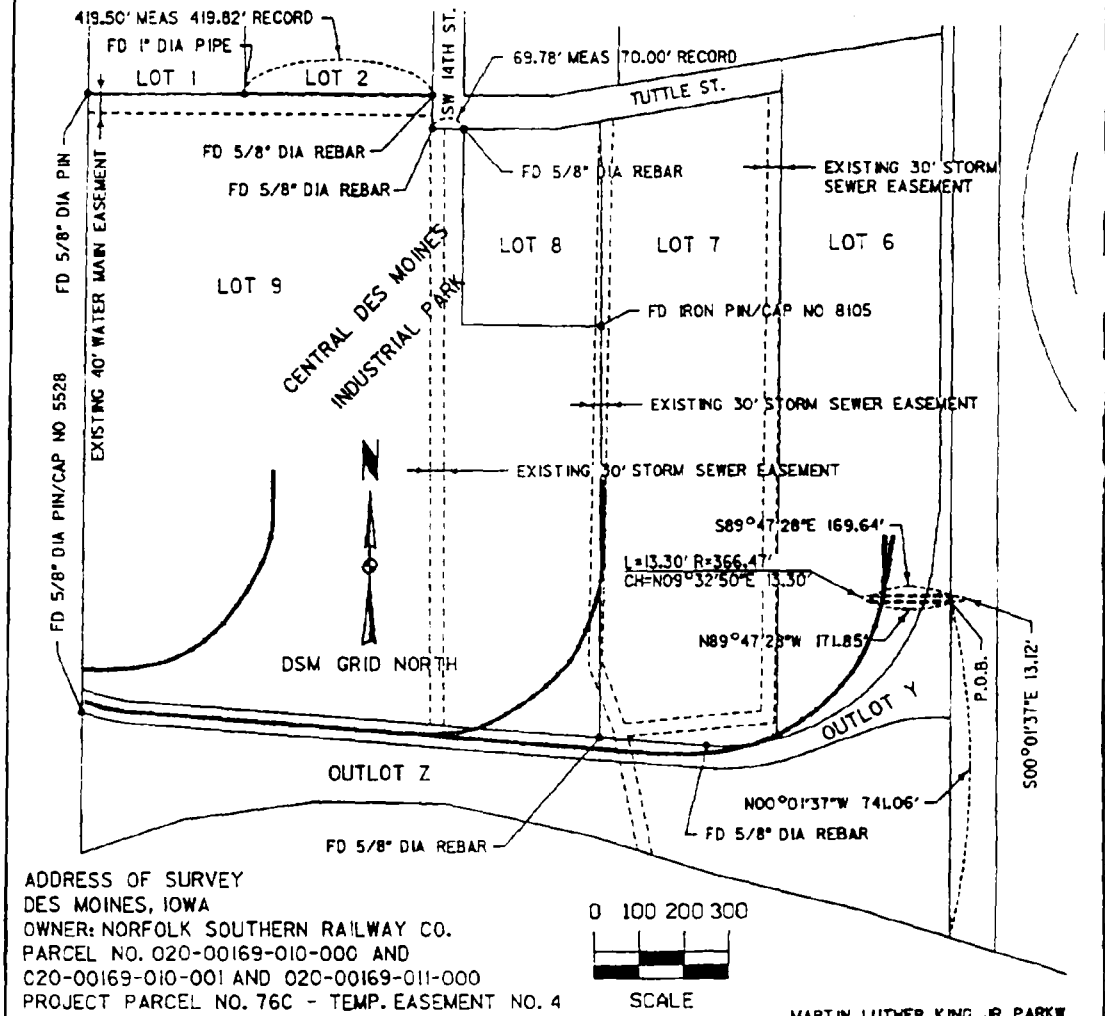 419.50' MEAS 419.82' RECORD
FD 1" DIA PIPE
LOT 1
LOT 2
SW 14TH ST.
69.78' MEAS 70.00' RECORD
TUTTLE ST.
FD 5/8" DIA PIN
EXISTING 40' WATER MAIN EASEMENT
FD 5/8" DIA REBAR
FD 5/8" DIA REBAR
FD 5/8" DIA REBAR
EXISTING 30' STORM
SEWER EASEMENT
LOT 9
LOT 8
LOT 7
LOT 6
CENTRAL DES MOINES
INDUSTRIAL PARK
FD IRON PIN/CAP NO 8105
EXISTING 30' STORM SEWER EASEMENT
EXISTING 30' STORM SEWER EASEMENT
FD 5/8" DIA PIN/CAP NO 5528
N
DSM GRID NORTH
S89°47'28"E 169.64'
L=13.30' R=366.47'
CH=N09°32'50"E 13.30'
N89°47'28"W 171.85'
P.O.B.
S00°01'37"E 13.12'
OUTLOT Y
OUTLOT Z
N00°01'37"W 741.06'
FD 5/8" DIA REBAR
FD 5/8" DIA REBAR
ADDRESS OF SURVEY
DES MOINES, IOWA
OWNER: NORFOLK SOUTHERN RAILWAY CO.
PARCEL NO. 020-00169-010-000 AND
C20-00169-010-001 AND 020-00169-011-000
PROJECT PARCEL NO. 76C - TEMP. EASEMENT NO. 4
0 100 200 300
SCALE
MARTIN LUTHER KING JR PARKW